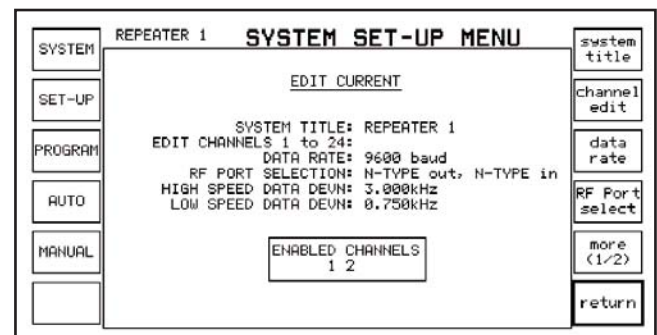 REPEATER 1 SYSTEM SET-UP MENU
SYSTEM
SET-UP
PROGRAM
AUTO
MANUAL
EDIT CURRENT
SYSTEM TITLE: REPEATER 1
EDIT CHANNELS 1 to 24:
DATA RATE: 9600 baud
RF PORT SELECTION: N-TYPE out, N-TYPE in
HIGH SPEED DATA DEVN: 3.000kHz
LOW SPEED DATA DEVN: 0.750kHz
ENABLED CHANNELS
1 2
system
title
channel
edit
data
rate
RF Port
select
more
(1/2)
return